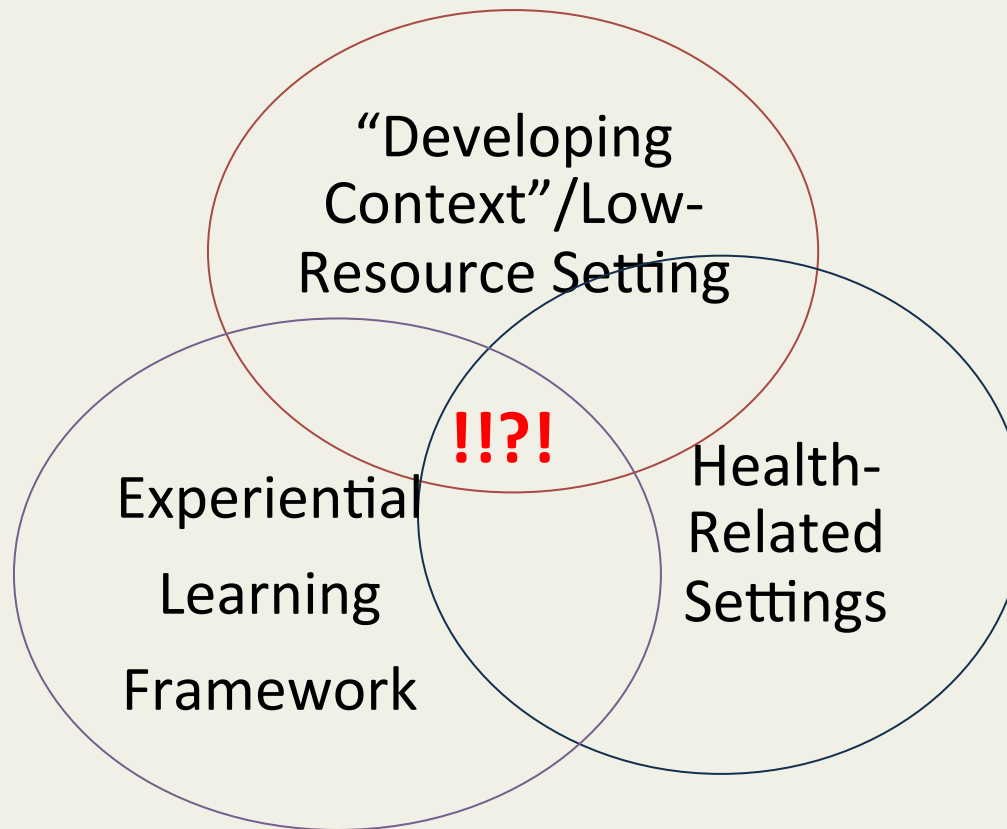 “Developing
Context”/Low-
Resource Setting
!!?!
Experiential
Learning
Framework
Health-
Related
Settings